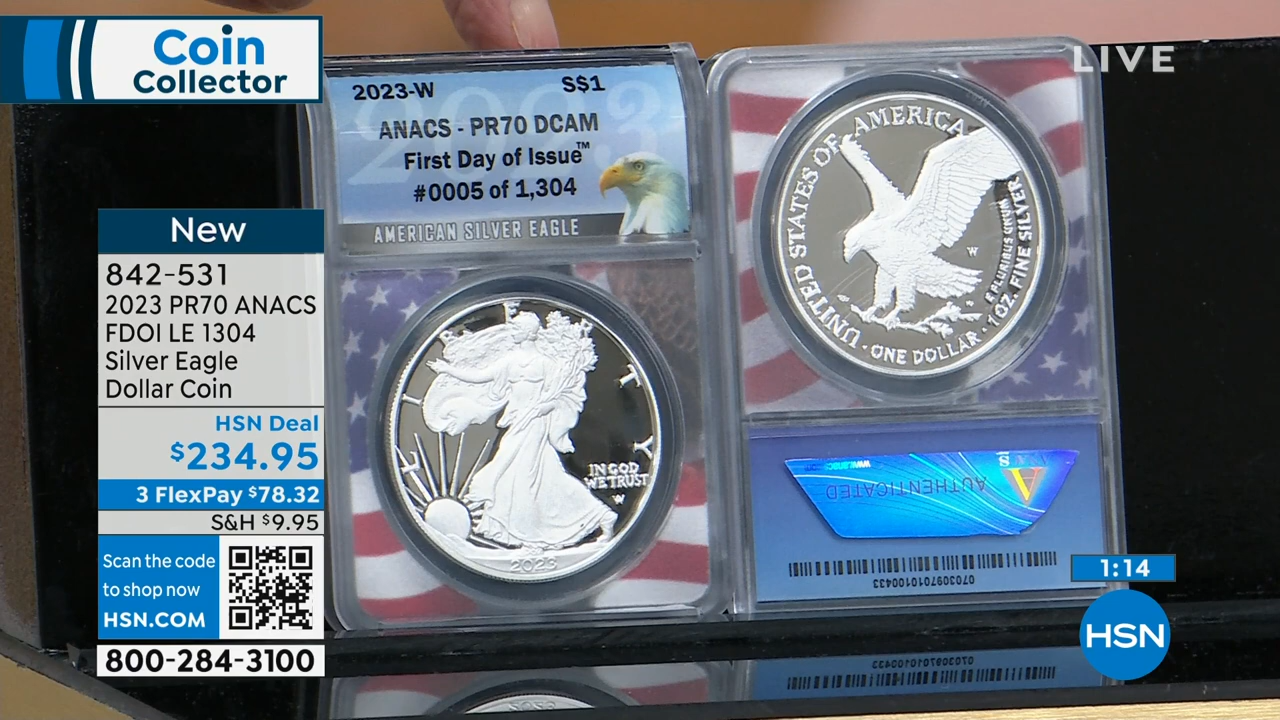 Coin
Collector
LIVE
New
842-531
2023 PR70 ANACS
FDOI LE 1304
Silver Eagle
Dollar Coin
HSN Deal
$234.95
3 FlexPay $78.32
S&H $9.95
Scan the code
to shop now
HSN.COM
800-284-3100
2023-W S$1
ANACS - PR70 DCAM
First Day of Issue™
#0005 of 1,304
AMERICAN SILVER EAGLE
LIBERTY
IN GOD
WE TRUST
W
2023
UNITED STATES OF AMERICA
W
E PLURIBUS UNUM
1 OZ. FINE SILVER · ONE DOLLAR
AUTHENTICATED
0703097010100433
1:14
HSN